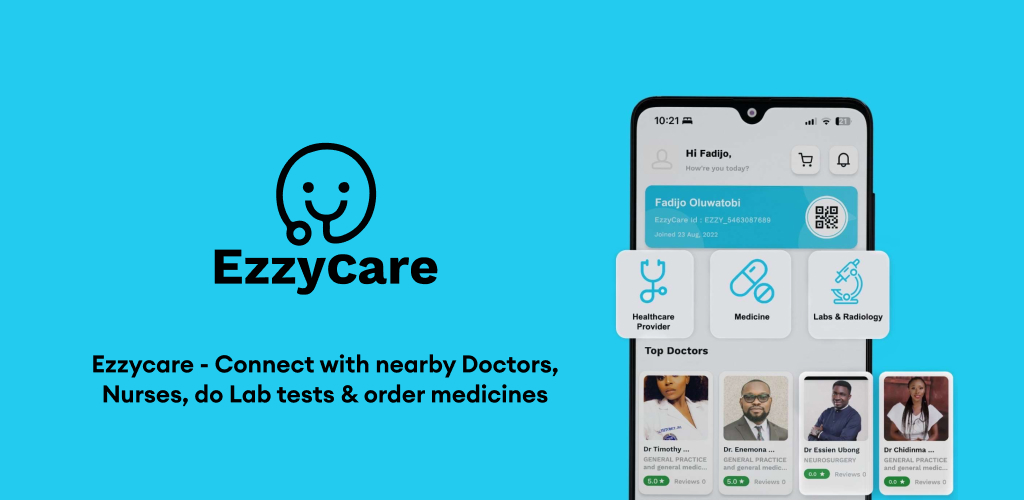 Ezzycare
Ezzycare - Connect with nearby Doctors,
Nurses, do Lab tests & order medicines
10:21
21
Hi Fadijo,
How're you today?
Fadijo Oluwatobi
EzzyCare id : EZZY_5463087689
Joined 22 Aug, 2022
Healthcare
Provider
Medicine
Labs & Radiology
Top Doctors
Dr Timothy ...
GENERAL PRACTICE
and general medic...
5.0 ★ Reviews 0
Dr. Enemona ...
GENERAL PRACTICE
and general medic...
5.0 ★ Reviews 0
Dr Essien Ubong
NEUROSURGERY
0.0 ★ Reviews 0
Dr Chidinma ...
GENERAL PRACTICE
and general medic...
0.0 ★ Reviews 0